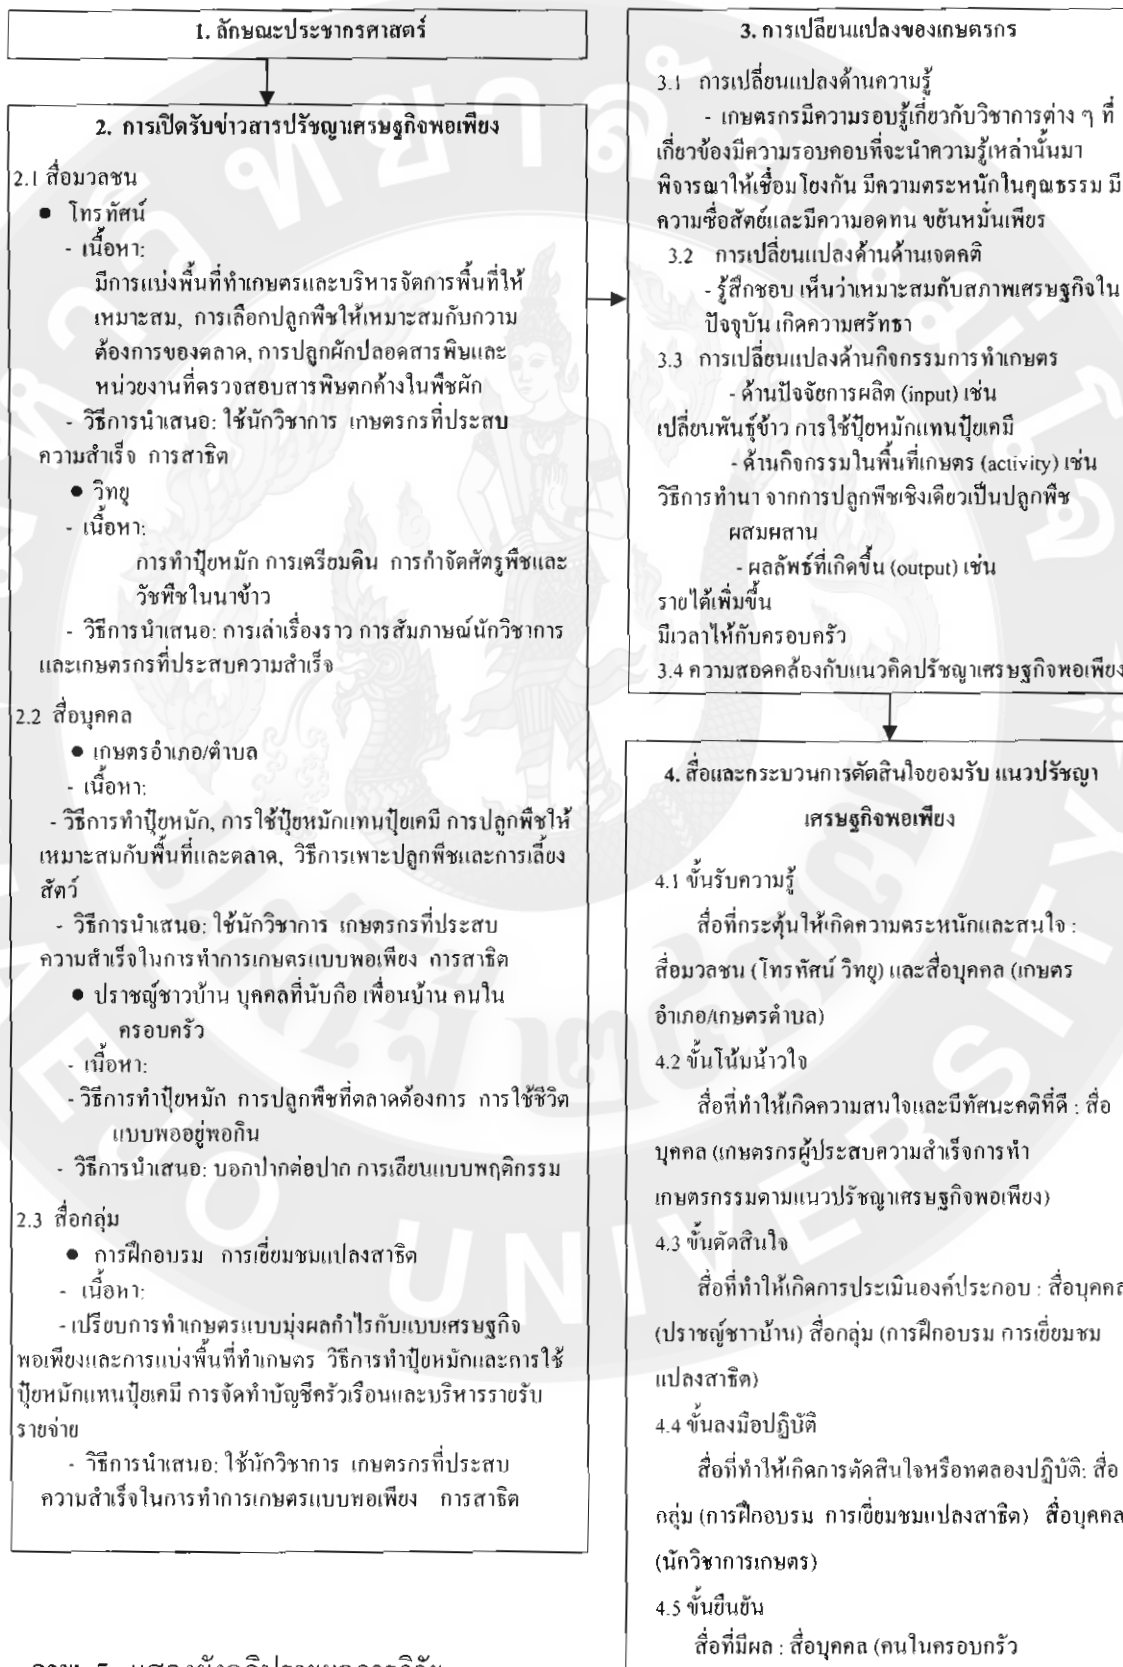 1. ลักษณะประชากรศาสตร์
2. การเปิดรับข่าวสารปรัชญาเศรษฐกิจพอเพียง
2.1 สื่อมวลชน
● โทรทัศน์
- เนื้อหา:
มีการแบ่งพื้นที่ทำเกษตรและบริหารจัดการพื้นที่ให้
เหมาะสม, การเลือกปลูกพืชให้เหมาะสมกับความ
ต้องการของตลาด, การปลูกผักปลอดสารพิษและ
หน่วยงานที่ตรวจสอบสารพิษตกค้างในพืชผัก
- วิธีการนำเสนอ: ใช้นักวิชาการ เกษตรกรที่ประสบ
ความสำเร็จ การสาธิต
● วิทยุ
- เนื้อหา:
การทำปุ๋ยหมัก การเตรียมดิน การกำจัดศัตรูพืชและ
วัชพืชในนาข้าว
- วิธีการนำเสนอ: การเล่าเรื่องราว การสัมภาษณ์นักวิชาการ
และเกษตรกรที่ประสบความสำเร็จ
2.2 สื่อบุคคล
● เกษตรอำเภอ/ตำบล
- เนื้อหา:
- วิธีการทำปุ๋ยหมัก, การใช้ปุ๋ยหมักแทนปุ๋ยเคมี การปลูกพืชให้
เหมาะสมกับพื้นที่และตลาด, วิธีการเพาะปลูกพืชและการเลี้ยง
สัตว์
- วิธีการนำเสนอ: ใช้นักวิชาการ เกษตรกรที่ประสบ
ความสำเร็จในการทำการเกษตรแบบพอเพียง การสาธิต
● ปราชญ์ชาวบ้าน บุคคลที่นับถือ เพื่อนบ้าน คนใน
ครอบครัว
- เนื้อหา:
- วิธีการทำปุ๋ยหมัก การปลูกพืชที่ตลาดต้องการ การใช้ชีวิต
แบบพออยู่พอกิน
- วิธีการนำเสนอ: บอกปากต่อปาก การเลียนแบบพฤติกรรม
2.3 สื่อกลุ่ม
● การฝึกอบรม การเยี่ยมชมแปลงสาธิต
- เนื้อหา:
- เปรียบการทำเกษตรแบบมุ่งผลกำไรกับแบบเศรษฐกิจ
พอเพียงและการแบ่งพื้นที่ทำเกษตร วิธีการทำปุ๋ยหมักและการใช้
ปุ๋ยหมักแทนปุ๋ยเคมี การจัดทำบัญชีครัวเรือนและบริหารรายรับ
รายจ่าย
- วิธีการนำเสนอ: ใช้นักวิชาการ เกษตรกรที่ประสบ
ความสำเร็จในการทำการเกษตรแบบพอเพียง การสาธิต
3. การเปลี่ยนแปลงของเกษตรกร
3.1 การเปลี่ยนแปลงด้านความรู้
- เกษตรกรมีความรอบรู้เกี่ยวกับวิชาการต่าง ๆ ที่
เกี่ยวข้องมีความรอบคอบที่จะนำความรู้เหล่านั้นมา
พิจารณาให้เชื่อมโยงกัน มีความตระหนักในคุณธรรม มี
ความซื่อสัตย์และมีความอดทน ขยันหมั่นเพียร
3.2 การเปลี่ยนแปลงด้านด้านเจตคติ
- รู้สึกชอบ เห็นว่าเหมาะสมกับสภาพเศรษฐกิจใน
ปัจจุบัน เกิดความศรัทธา
3.3 การเปลี่ยนแปลงด้านกิจกรรมการทำเกษตร
- ด้านปัจจัยการผลิต (input) เช่น
เปลี่ยนพันธุ์ข้าว การใช้ปุ๋ยหมักแทนปุ๋ยเคมี
- ด้านกิจกรรมในพื้นที่เกษตร (activity) เช่น
วิธีการทำนา จากการปลูกพืชเชิงเดียวเป็นปลูกพืช
ผสมผสาน
- ผลลัพธ์ที่เกิดขึ้น (output) เช่น
รายได้เพิ่มขึ้น
มีเวลาให้กับครอบครัว
3.4 ความสอดคล้องกับแนวคิดปรัชญาเศรษฐกิจพอเพียง
4. สื่อและกระบวนการตัดสินใจยอมรับ แนวปรัชญา
เศรษฐกิจพอเพียง
4.1 ขั้นรับความรู้
สื่อที่กระตุ้นให้เกิดความตระหนักและสนใจ :
สื่อมวลชน (โทรทัศน์ วิทยุ) และสื่อบุคคล (เกษตร
อำเภอ/เกษตรตำบล)
4.2 ขั้นโน้มน้าวใจ
สื่อที่ทำให้เกิดความสนใจและมีทัศนะคติที่ดี : สื่อ
บุคคล (เกษตรกรผู้ประสบความสำเร็จการทำ
เกษตรกรรมตามแนวปรัชญาเศรษฐกิจพอเพียง)
4.3 ขั้นตัดสินใจ
สื่อที่ทำให้เกิดการประเมินองค์ประกอบ : สื่อบุคคล
(ปราชญ์ชาวบ้าน) สื่อกลุ่ม (การฝึกอบรม การเยี่ยมชม
แปลงสาธิต)
4.4 ขั้นลงมือปฏิบัติ
สื่อที่ทำให้เกิดการตัดสินใจหรือทดลองปฏิบัติ: สื่อ
กลุ่ม (การฝึกอบรม การเยี่ยมชมแปลงสาธิต) สื่อบุคคล
(นักวิชาการเกษตร)
4.5 ขั้นยืนยัน
สื่อที่มีผล : สื่อบุคคล (คนในครอบครัว